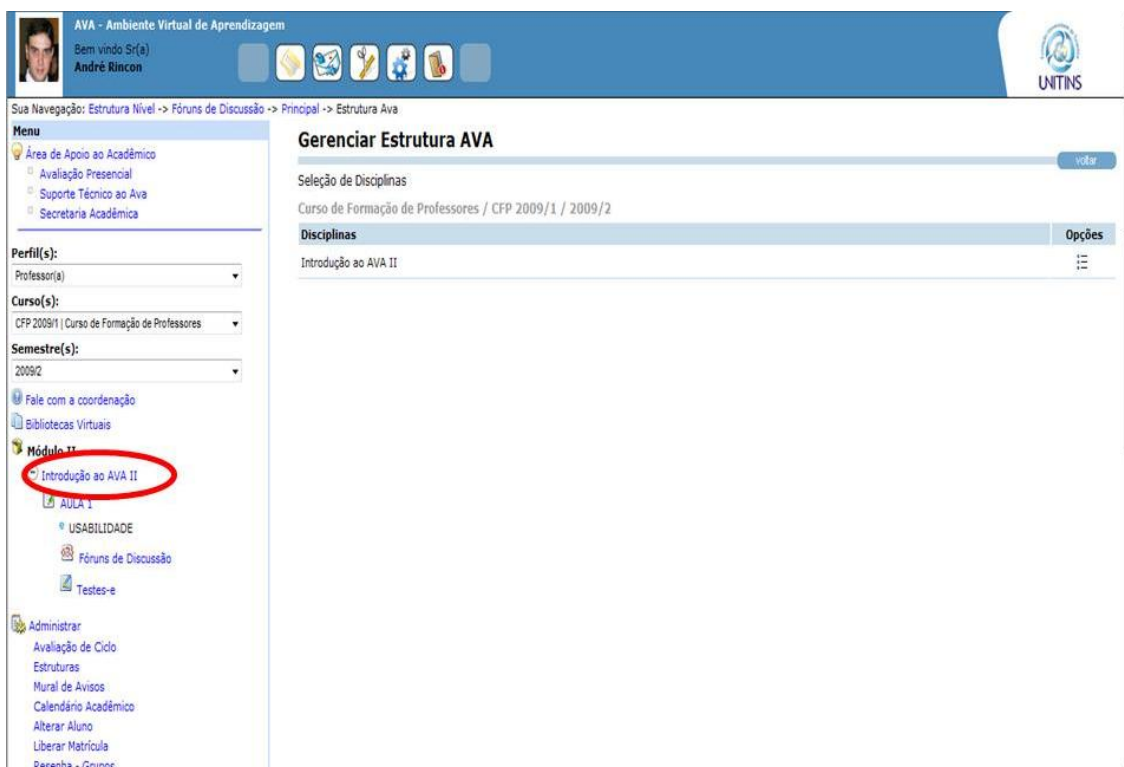 AVA - Ambiente Virtual de Aprendizagem
Bem vindo Sr(a)
André Rincon
UNITINS
Sua Navegação: Estrutura Nível -> Fóruns de Discussão -> Principal -> Estrutura Ava
Menu
Área de Apoio ao Acadêmico
Avaliação Presencial
Suporte Técnico ao Ava
Secretaria Acadêmica
Perfil(s):
Professor(a)
Curso(s):
CFP 2009/1 | Curso de Formação de Professores
Semestre(s):
2009/2
Fale com a coordenação
Bibliotecas Virtuais
Módulo II
Introdução ao AVA II
AULA 1
USABILIDADE
Fóruns de Discussão
Testes-e
Administrar
Avaliação de Ciclo
Estruturas
Mural de Avisos
Calendário Acadêmico
Alterar Aluno
Liberar Matrícula
Resenha - Grupos
Gerenciar Estrutura AVA
voltar
Seleção de Disciplinas
Curso de Formação de Professores / CFP 2009/1 / 2009/2
Disciplinas Opções
Introdução ao AVA II